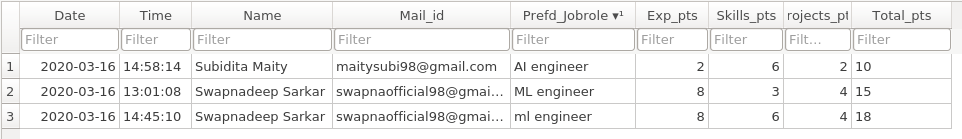 Date Time Name Mail_id Prefd_Jobrole ▾¹ Exp_pts Skills_pts rojects_pt Total_pts
Filter Filter Filter Filter Filter Filter Filter Filt... Filter
1 2020-03-16 14:58:14 Subidita Maity maitysubi98@gmail.com AI engineer 2 6 2 10
2 2020-03-16 13:01:08 Swapnadeep Sarkar swapnaofficial98@gmai... ML engineer 8 3 4 15
3 2020-03-16 14:45:10 Swapnadeep Sarkar swapnaofficial98@gmai... ml engineer 8 6 4 18